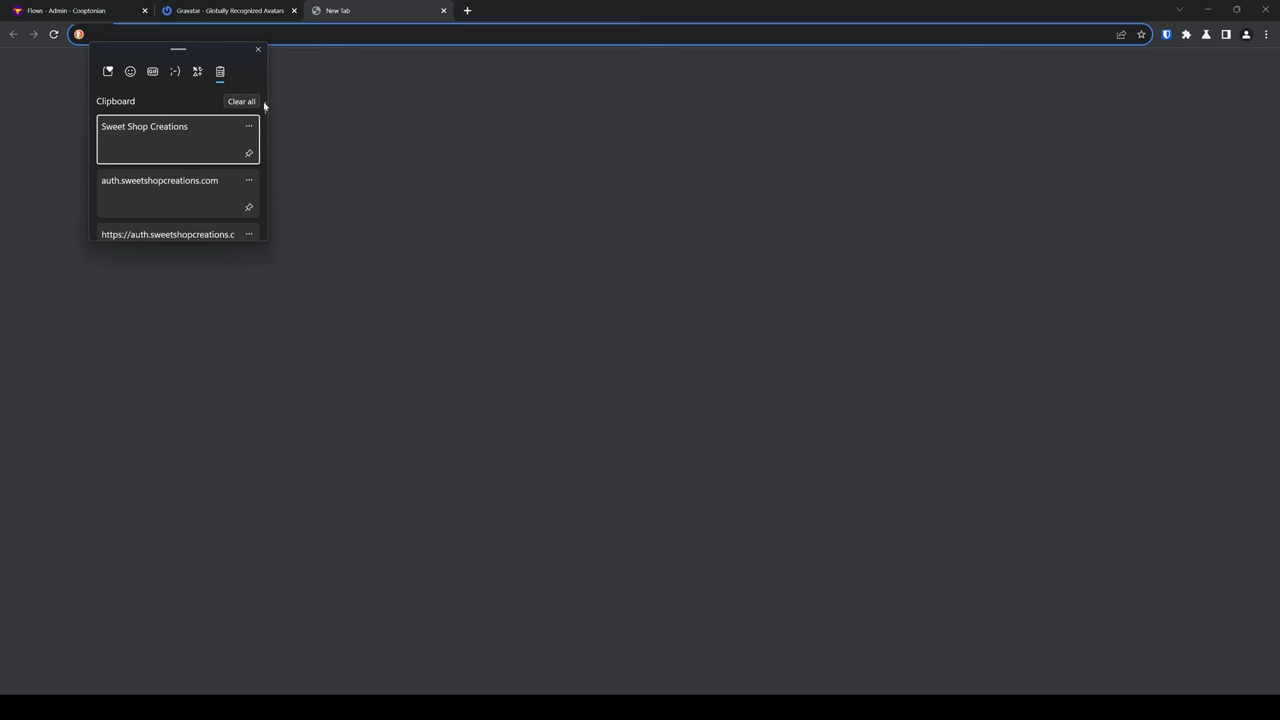 Flows - Admin - Cooptonian
Gravatar - Globally Recognized Avatars
New Tab
GIF
;-)
Clipboard
Clear all
Sweet Shop Creations
auth.sweetshopcreations.com
https://auth.sweetshopcreations.c